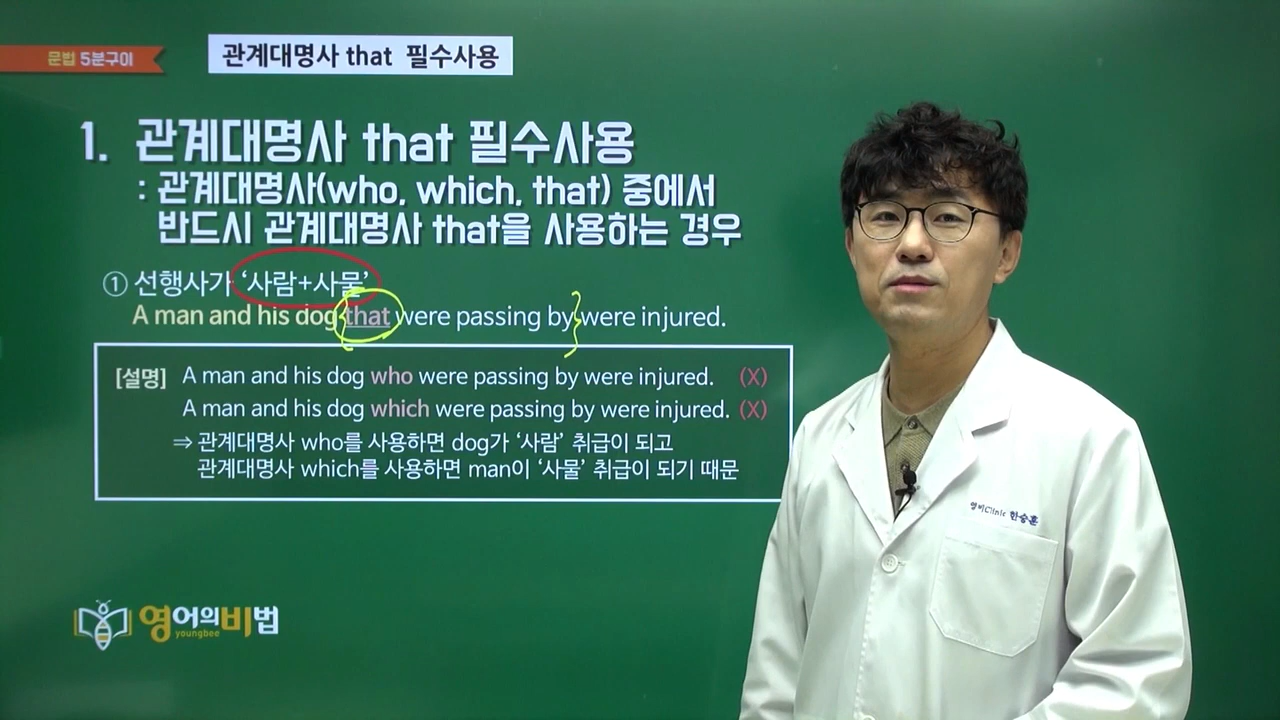 문법 5분구이
관계대명사 that 필수사용
1. 관계대명사 that 필수사용
: 관계대명사(who, which, that) 중에서
반드시 관계대명사 that을 사용하는 경우
① 선행사가 ‘사람+사물’
A man and his dog that were passing by were injured.
[설명] A man and his dog who were passing by were injured. (X)
A man and his dog which were passing by were injured. (X)
⇒ 관계대명사 who를 사용하면 dog가 ‘사람’ 취급이 되고
관계대명사 which를 사용하면 man이 ‘사물’ 취급이 되기 때문
영비Clinic 한승훈
영어의비법
youngbee